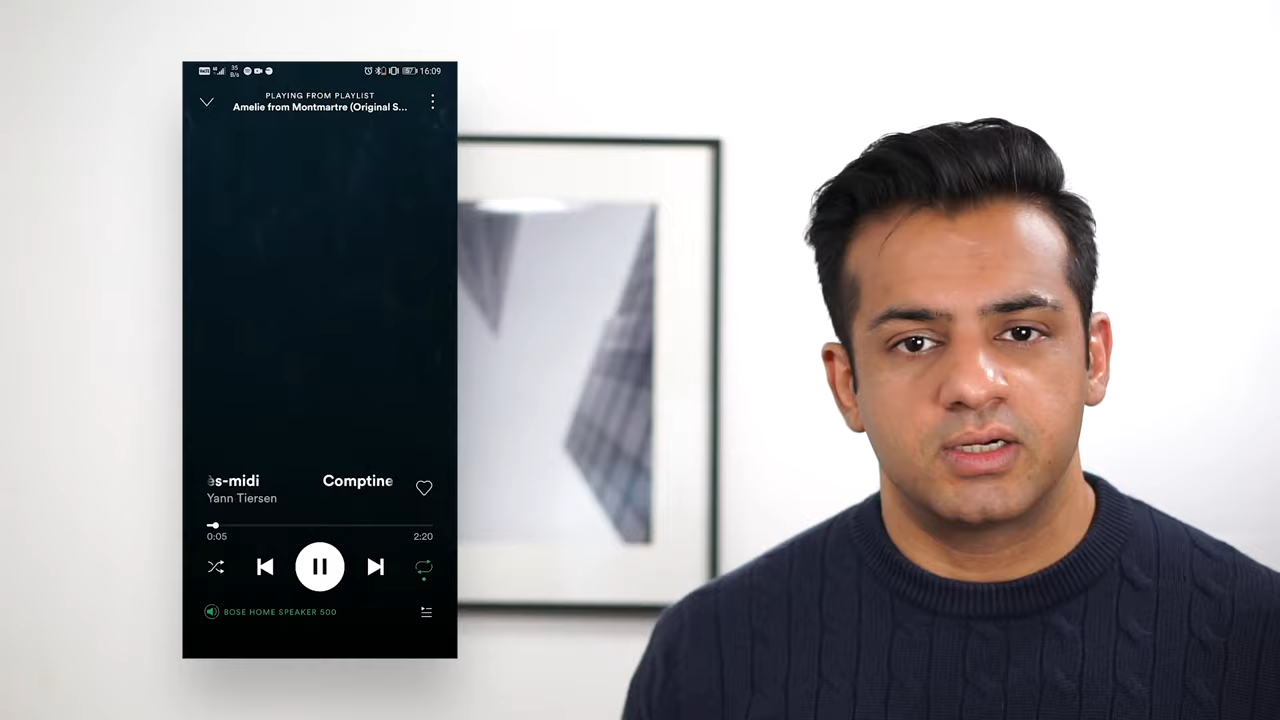 16:09
PLAYING FROM PLAYLIST
Amelie from Montmartre (Original S...
ès-midi Comptine
Yann Tiersen
0:05 2:20
BOSE HOME SPEAKER 500